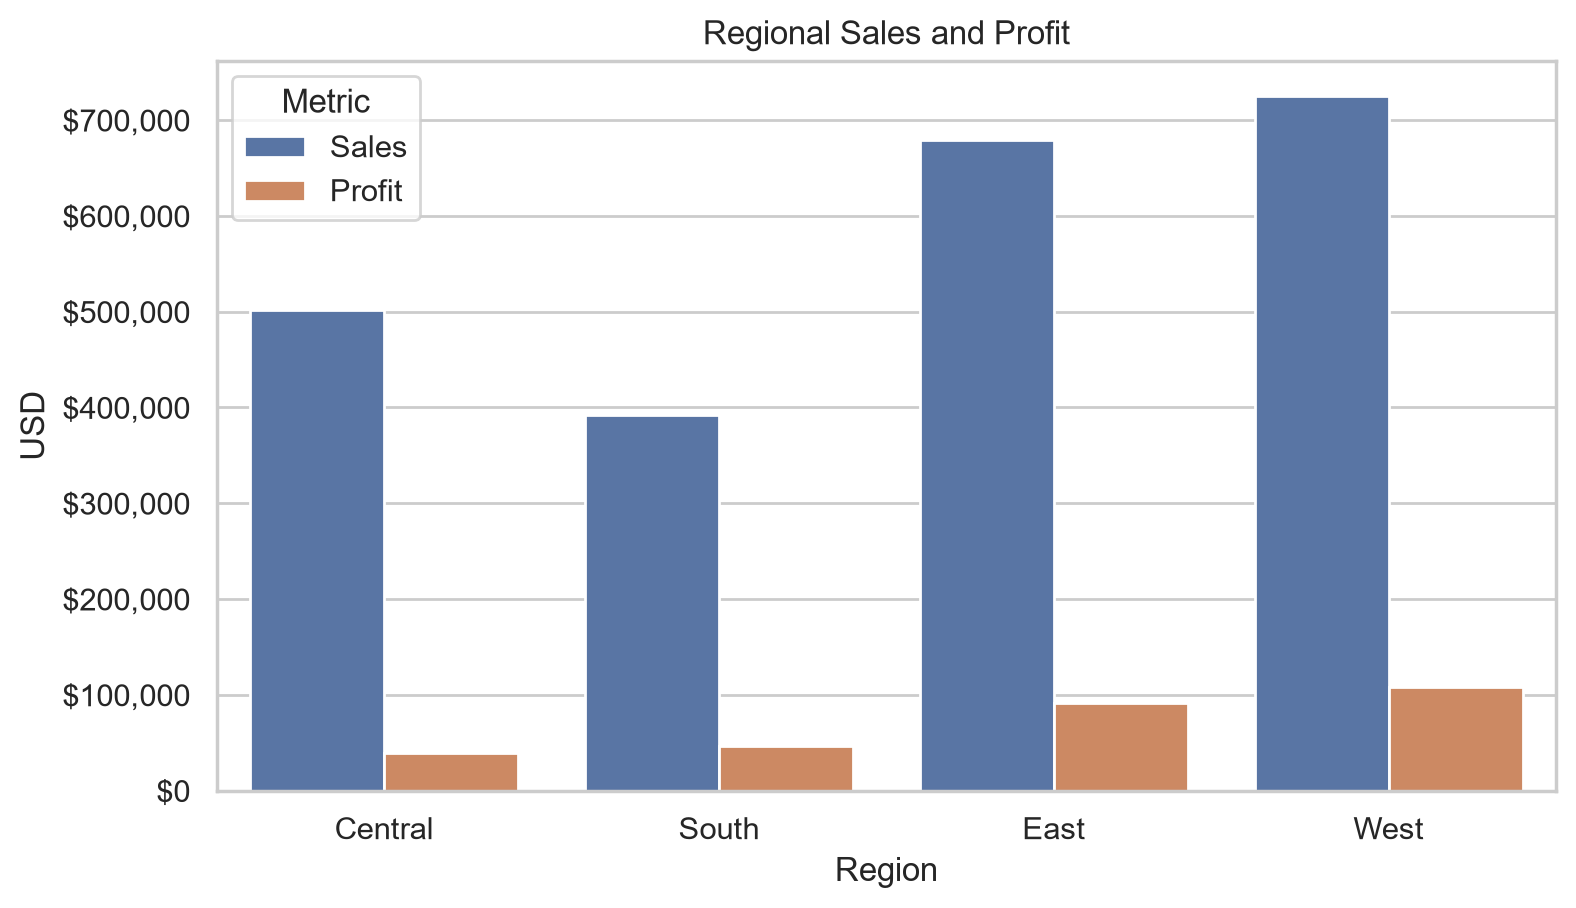 Regional Sales and Profit
Metric
Sales
Profit
$700,000
$600,000
$500,000
$400,000
$300,000
$200,000
$100,000
$0
USD
Central South East West
Region